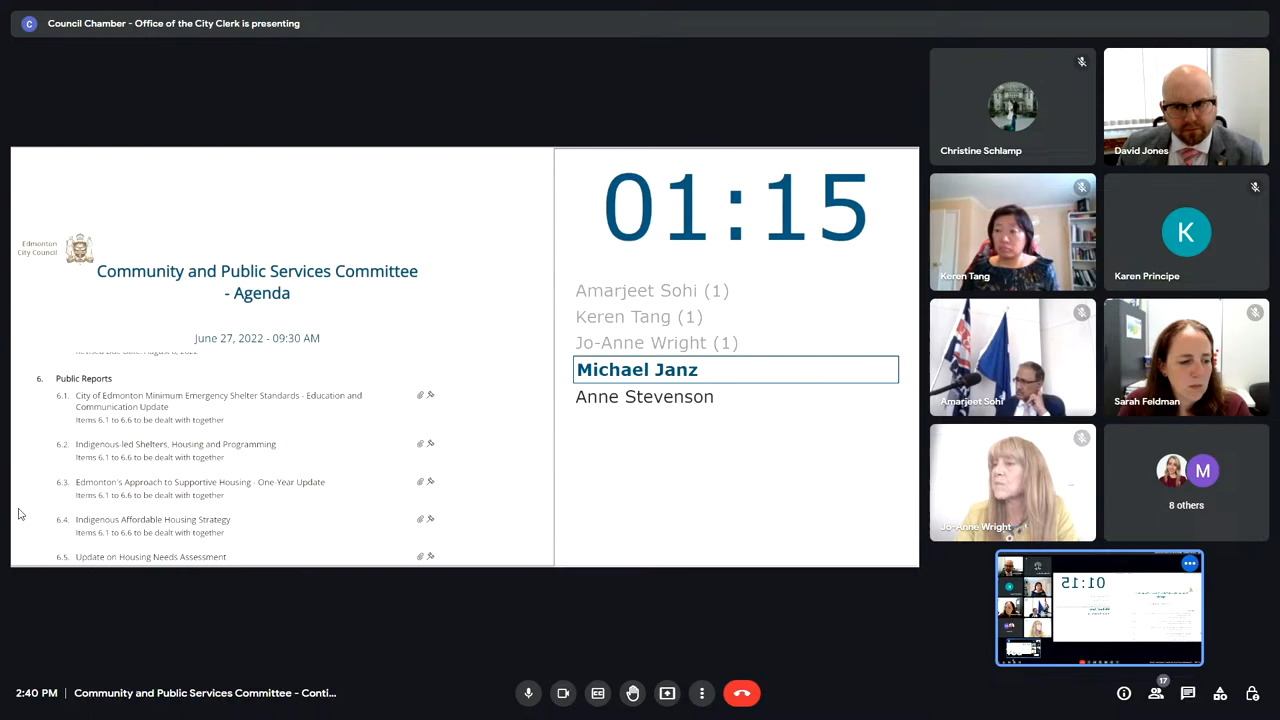 C
Council Chamber - Office of the City Clerk is presenting
Edmonton
City Council
Community and Public Services Committee
- Agenda
June 27, 2022 - 09:30 AM
6. Public Reports
6.1. City of Edmonton Minimum Emergency Shelter Standards - Education and
Communication Update
Items 6.1 to 6.6 to be dealt with together
6.2. Indigenous-led Shelters, Housing and Programming
Items 6.1 to 6.6 to be dealt with together
6.3. Edmonton's Approach to Supportive Housing - One-Year Update
Items 6.1 to 6.6 to be dealt with together
6.4. Indigenous Affordable Housing Strategy
Items 6.1 to 6.6 to be dealt with together
6.5. Update on Housing Needs Assessment
01:15
Amarjeet Sohi (1)
Keren Tang (1)
Jo-Anne Wright (1)
Michael Janz
Anne Stevenson
Christine Schlamp
David Jones
Keren Tang
K
Karen Principe
Amarjeet Sohi
Sarah Feldman
Jo-Anne Wright
M
8 others
01:15
2:40 PM | Community and Public Services Committee - Conti...
17